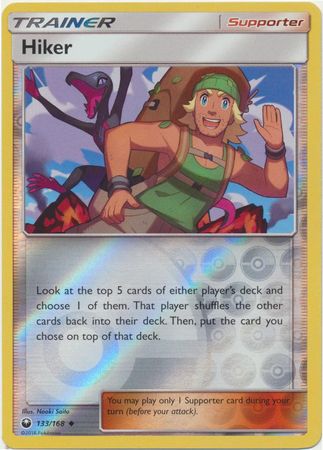 TRAINER Supporter
Hiker
Look at the top 5 cards of either player's deck and
choose 1 of them. That player shuffles the other
cards back into their deck. Then, put the card you
chose on top of that deck.
Illus. Naoki Saito
133/168
©2018 Pokémon
You may play only 1 Supporter card during your
turn (before your attack).